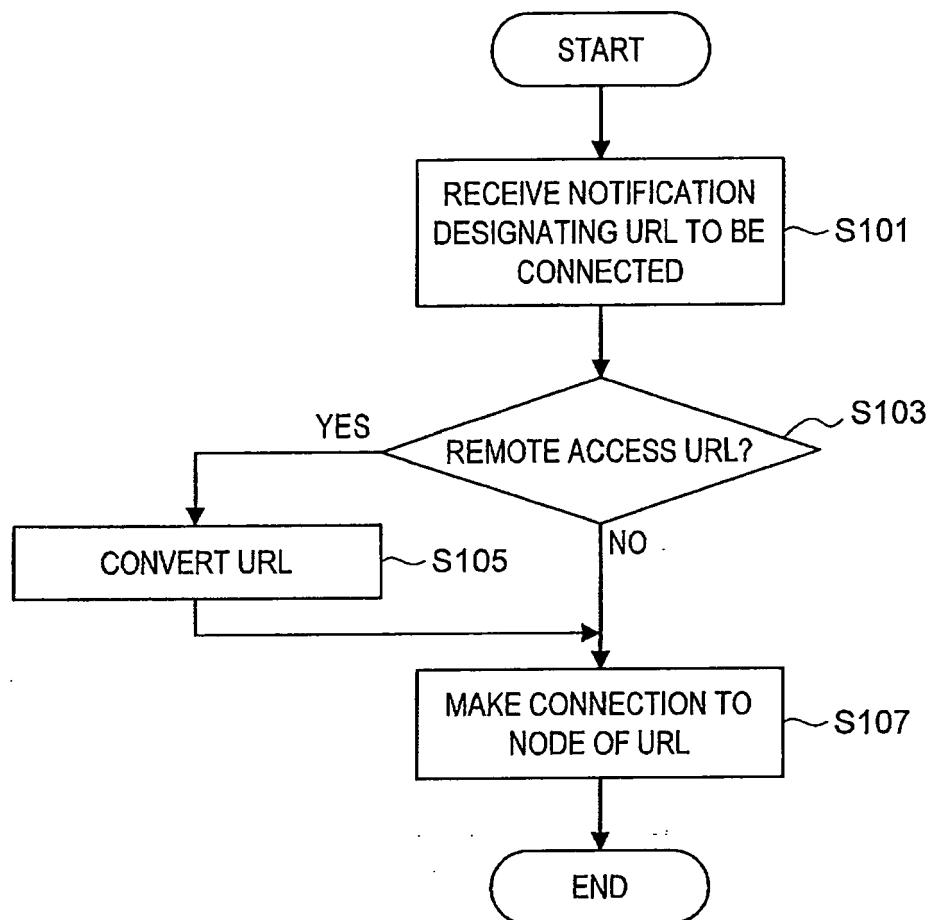 START
RECEIVE NOTIFICATION
DESIGNATING URL TO BE
CONNECTED
S101
REMOTE ACCESS URL?
S103
YES
NO
CONVERT URL
S105
MAKE CONNECTION TO
NODE OF URL
S107
END